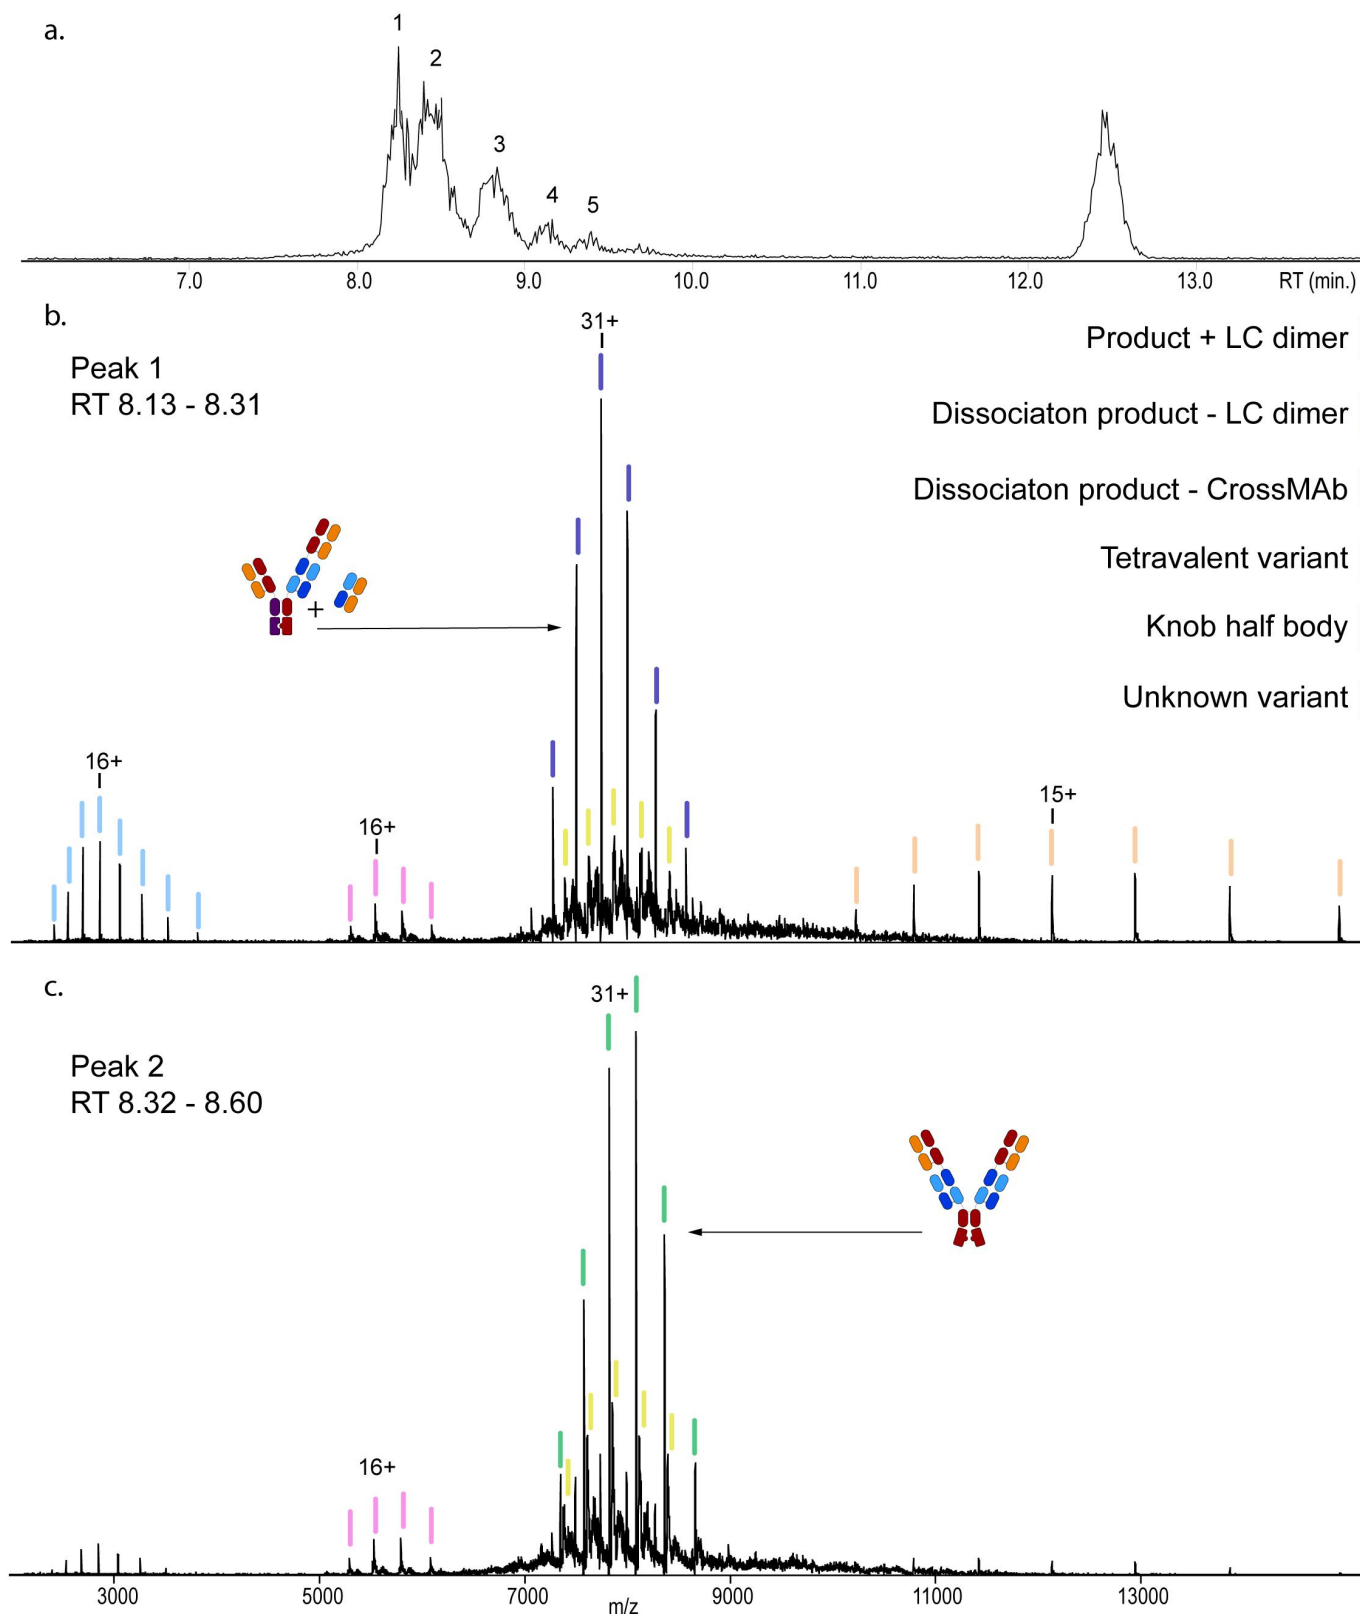 a.
1
2
3
4
5
7.0 8.0 9.0 10.0 11.0 12.0 13.0 RT (min.)
b.
31+
Peak 1
RT 8.13 - 8.31
Product + LC dimer
Dissociaton product - LC dimer
Dissociaton product - CrossMAb
Tetravalent variant
Knob half body
Unknown variant
+
16+
16+
15+
c.
31+
Peak 2
RT 8.32 - 8.60
16+
3000 5000 7000 m/z 9000 11000 13000